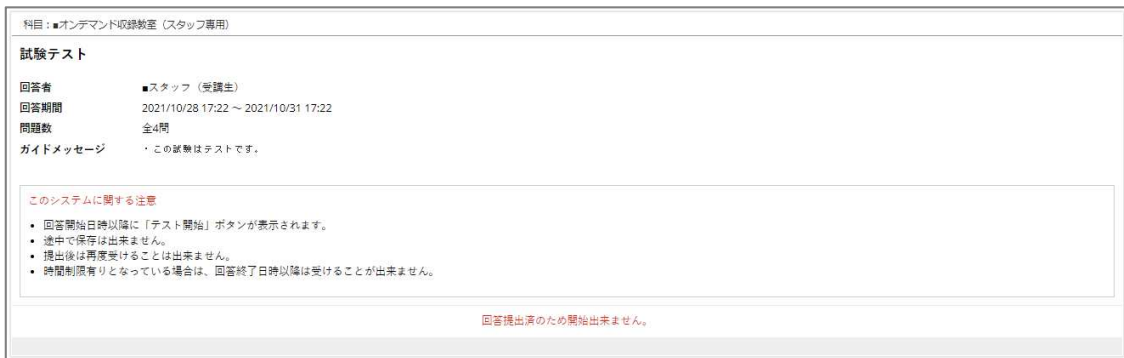 科目：■オンデマンド収録教室（スタッフ専用）
試験テスト
回答者 ■スタッフ（受講生）
回答期間 2021/10/28 17:22 ～ 2021/10/31 17:22
問題数 全4問
ガイドメッセージ ・この試験はテストです。
このシステムに関する注意
• 回答開始日時以降に「テスト開始」ボタンが表示されます。
• 途中で保存は出来ません。
• 提出後は再度受けることは出来ません。
• 時間制限有りとなっている場合は、回答終了日時以降は受けることが出来ません。
回答提出済のため開始出来ません。